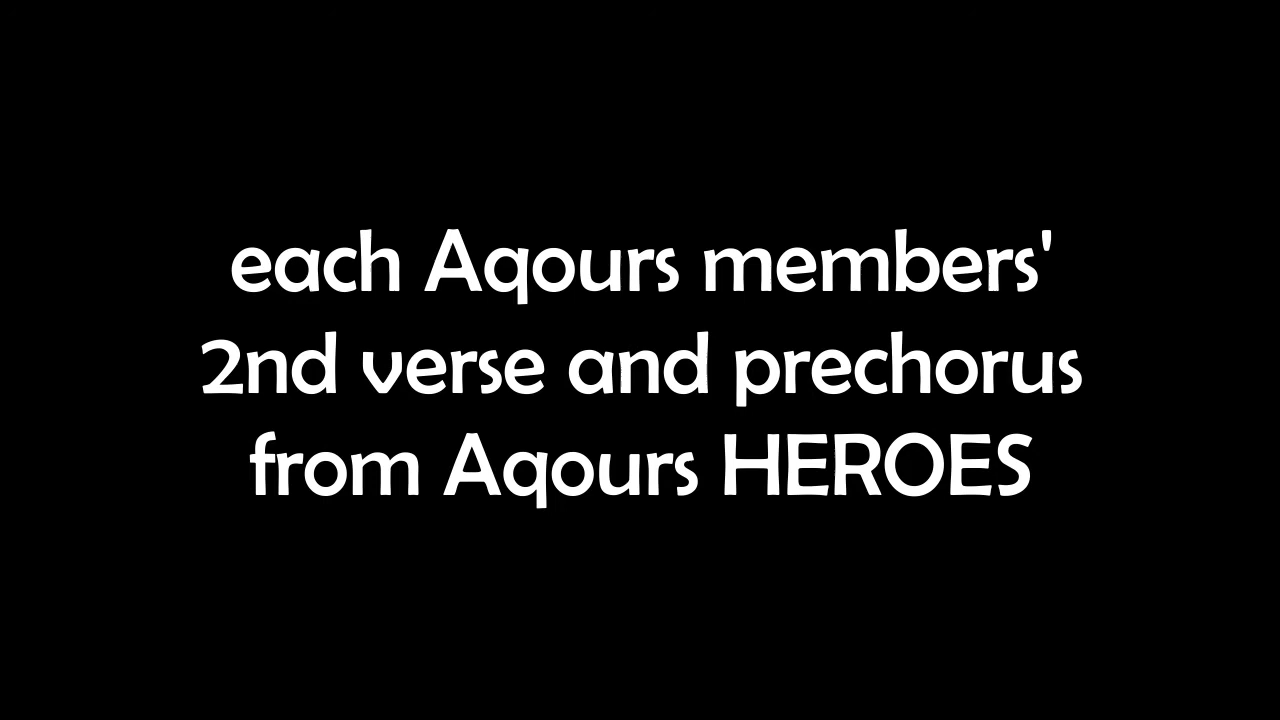 each Aqours members'
2nd verse and prechorus
from Aqours HEROES